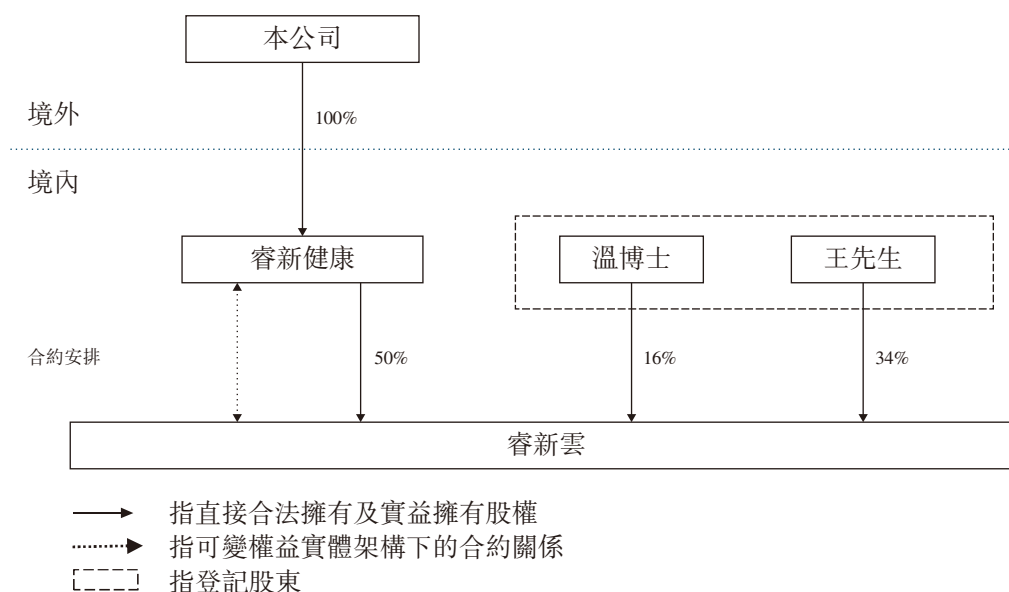 本公司
境外
100%
境內
睿新健康
溫博士
王先生
合約安排
50%
16%
34%
睿新雲
指直接合法擁有及實益擁有股權
指可變權益實體架構下的合約關係
指登記股東